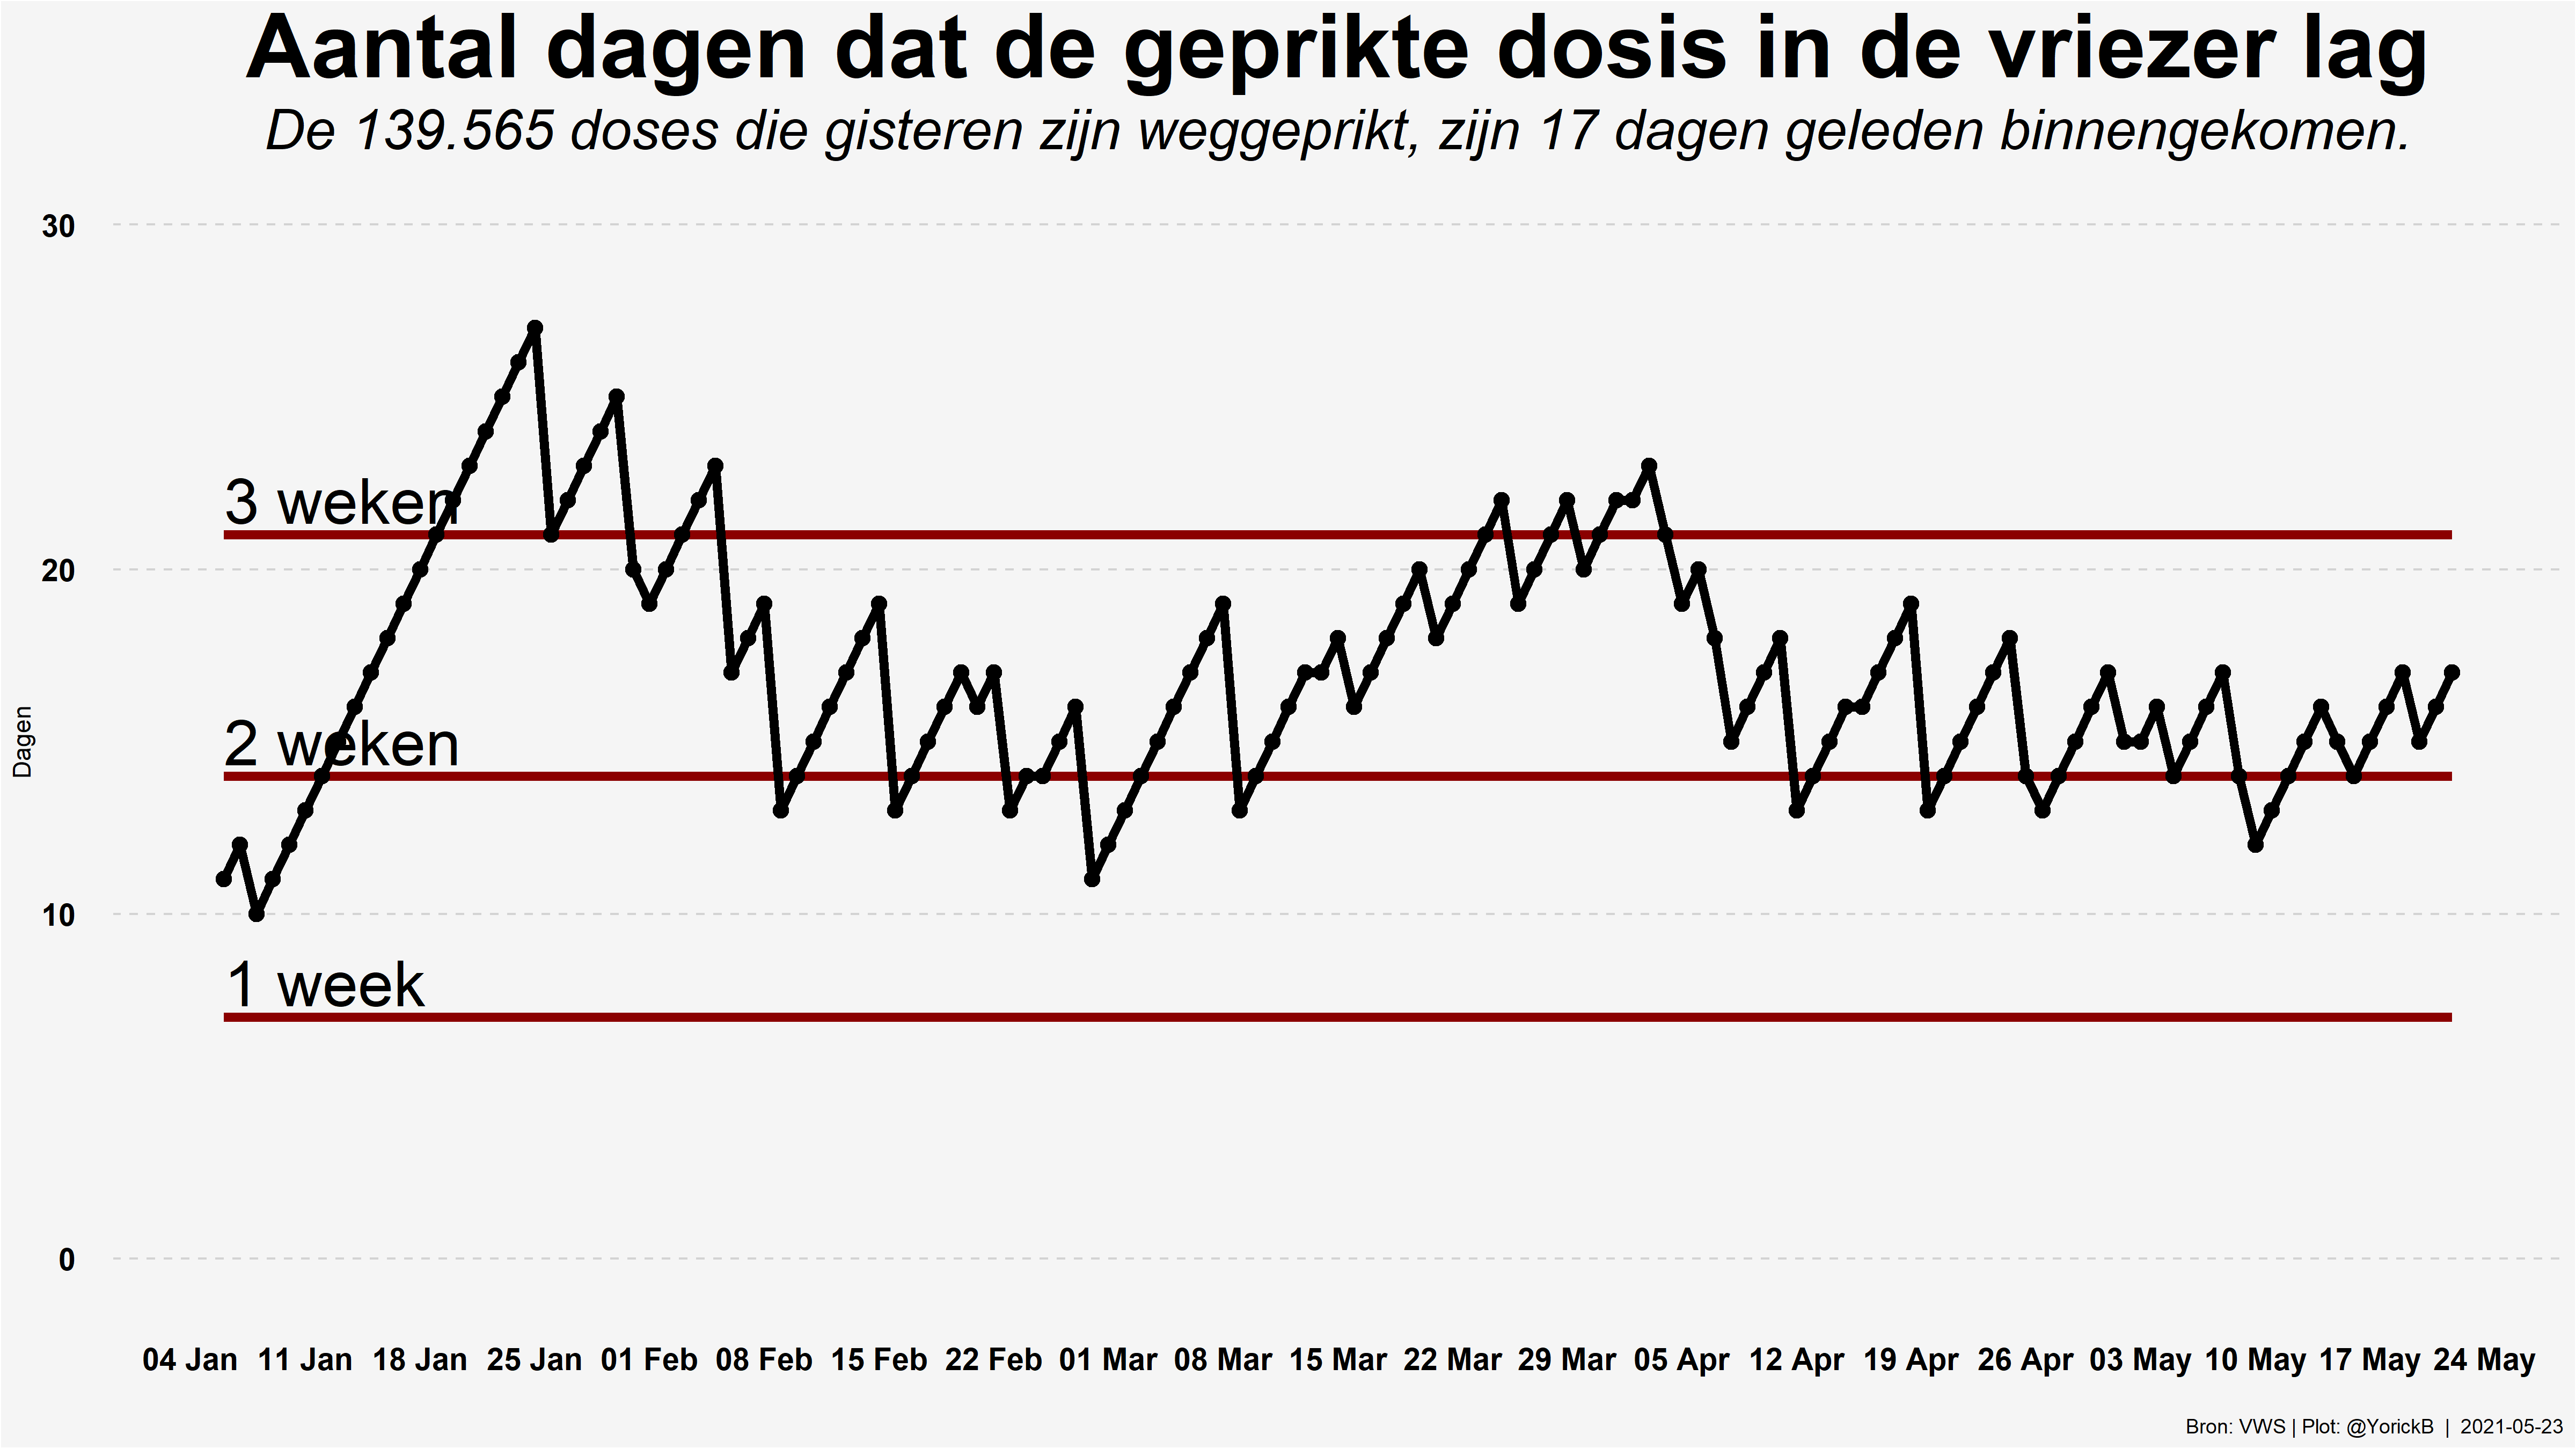 Aantal dagen dat de geprikte dosis in de vriezer lag
De 139.565 doses die gisteren zijn weggeprikt, zijn 17 dagen geleden binnengekomen.
30
3 weken
20
2 weken
Dagen
10
1 week
0
04 Jan 11 Jan 18 Jan 25 Jan 01 Feb 08 Feb 15 Feb 22 Feb 01 Mar 08 Mar 15 Mar 22 Mar 29 Mar 05 Apr 12 Apr 19 Apr 26 Apr 03 May 10 May 17 May 24 May
Bron: VWS | Plot: @YorickB | 2021-05-23